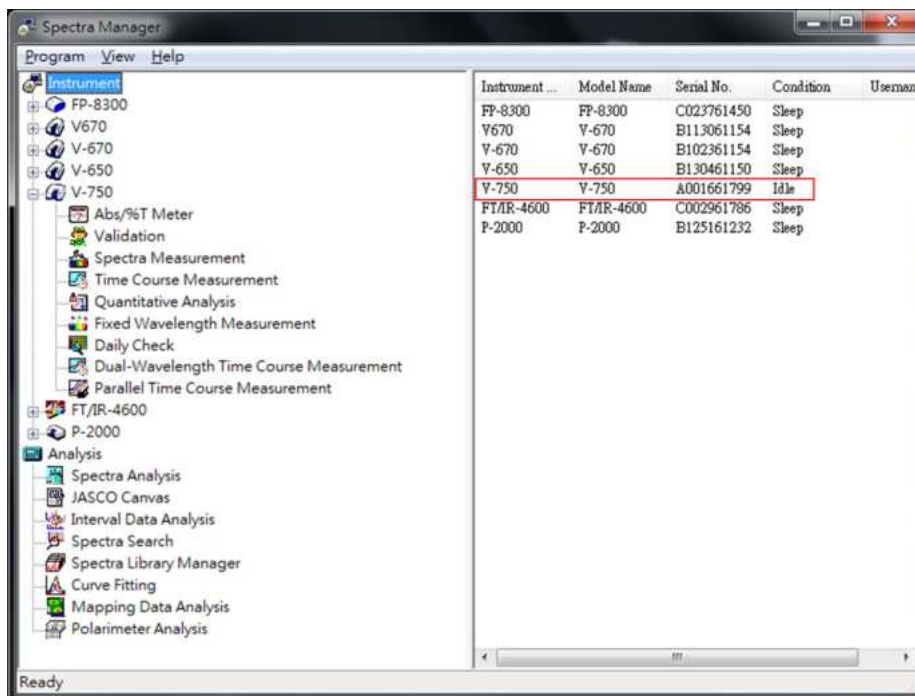 Spectra Manager
Program View Help
Instrument
FP-8300
V670
V-670
V-650
V-750
Abs/%T Meter
Validation
Spectra Measurement
Time Course Measurement
Quantitative Analysis
Fixed Wavelength Measurement
Daily Check
Dual-Wavelength Time Course Measurement
Parallel Time Course Measurement
FT/IR-4600
P-2000
Analysis
Spectra Analysis
JASCO Canvas
Interval Data Analysis
Spectra Search
Spectra Library Manager
Curve Fitting
Mapping Data Analysis
Polarimeter Analysis
Instrument ... Model Name Serial No. Condition Usernam
FP-8300 FP-8300 C023761450 Sleep
V670 V-670 B113061154 Sleep
V-670 V-670 B102361154 Sleep
V-650 V-650 B130461150 Sleep
V-750 V-750 A001661799 Idle
FT/IR-4600 FT/IR-4600 C002961786 Sleep
P-2000 P-2000 B125161232 Sleep
Ready